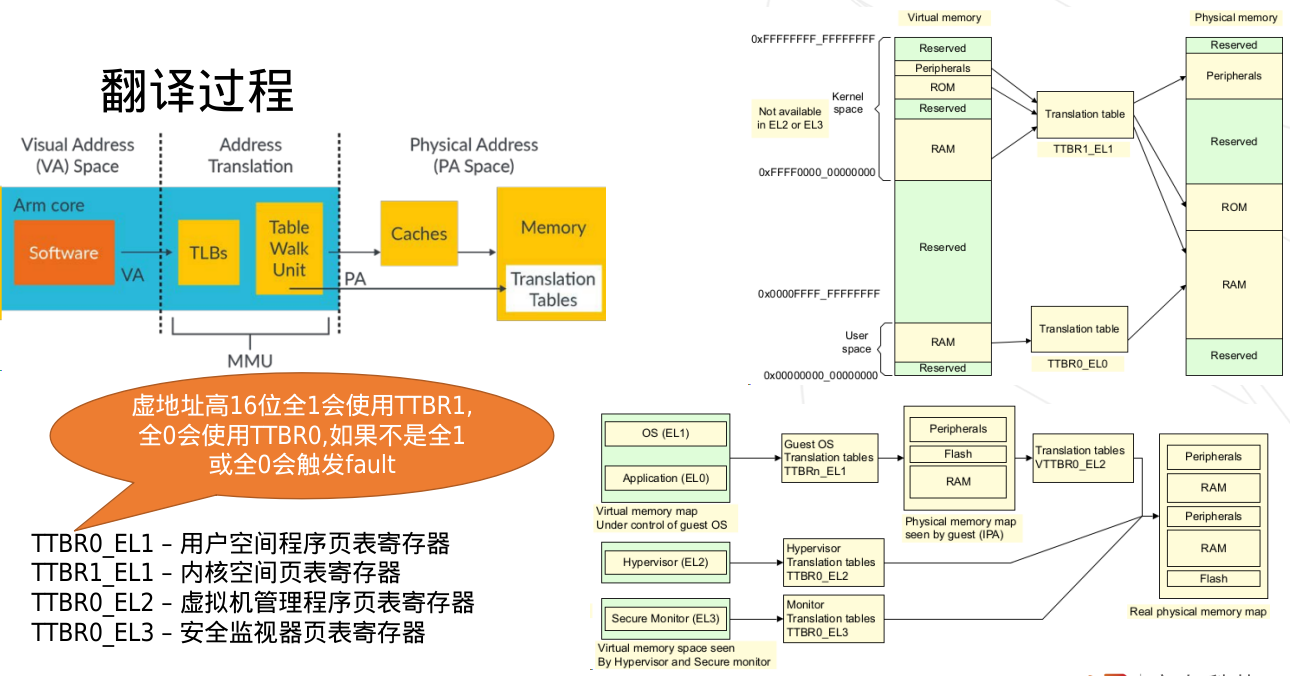 翻译过程
Visual Address
(VA) Space
Address
Translation
Physical Address
(PA Space)
Arm core
Software
VA
TLBs
Table
Walk
Unit
PA
Caches
Memory
Translation
Tables
MMU
虚地址高16位全1会使用TTBR1,
全0会使用TTBR0,如果不是全1
或全0会触发fault
TTBR0_EL1 – 用户空间程序页表寄存器
TTBR1_EL1 – 内核空间页表寄存器
TTBR0_EL2 – 虚拟机管理程序页表寄存器
TTBR0_EL3 – 安全监视器页表寄存器
Virtual memory
Physical memory
0xFFFFFFFF_FFFFFFFF
Reserved
Peripherals
ROM
Reserved
RAM
Kernel
space
Not available
in EL2 or EL3
0xFFFF0000_00000000
Reserved
0x0000FFFF_FFFFFFFF
User
space
RAM
Reserved
0x00000000_00000000
Translation table
TTBR1_EL1
Translation table
TTBR0_EL0
Reserved
Peripherals
Reserved
ROM
RAM
Reserved
OS (EL1)
Application (EL0)
Virtual memory map
Under control of guest OS
Guest OS
Translation tables
TTBRn_EL1
Peripherals
Flash
RAM
Physical memory map
seen by guest (IPA)
Translation tables
VTTBR0_EL2
Hypervisor (EL2)
Hypervisor
Translation tables
TTBR0_EL2
Secure Monitor (EL3)
Monitor
Translation tables
TTBR0_EL3
Virtual memory space seen
By Hypervisor and Secure monitor
Peripherals
RAM
Peripherals
RAM
Flash
Real physical memory map